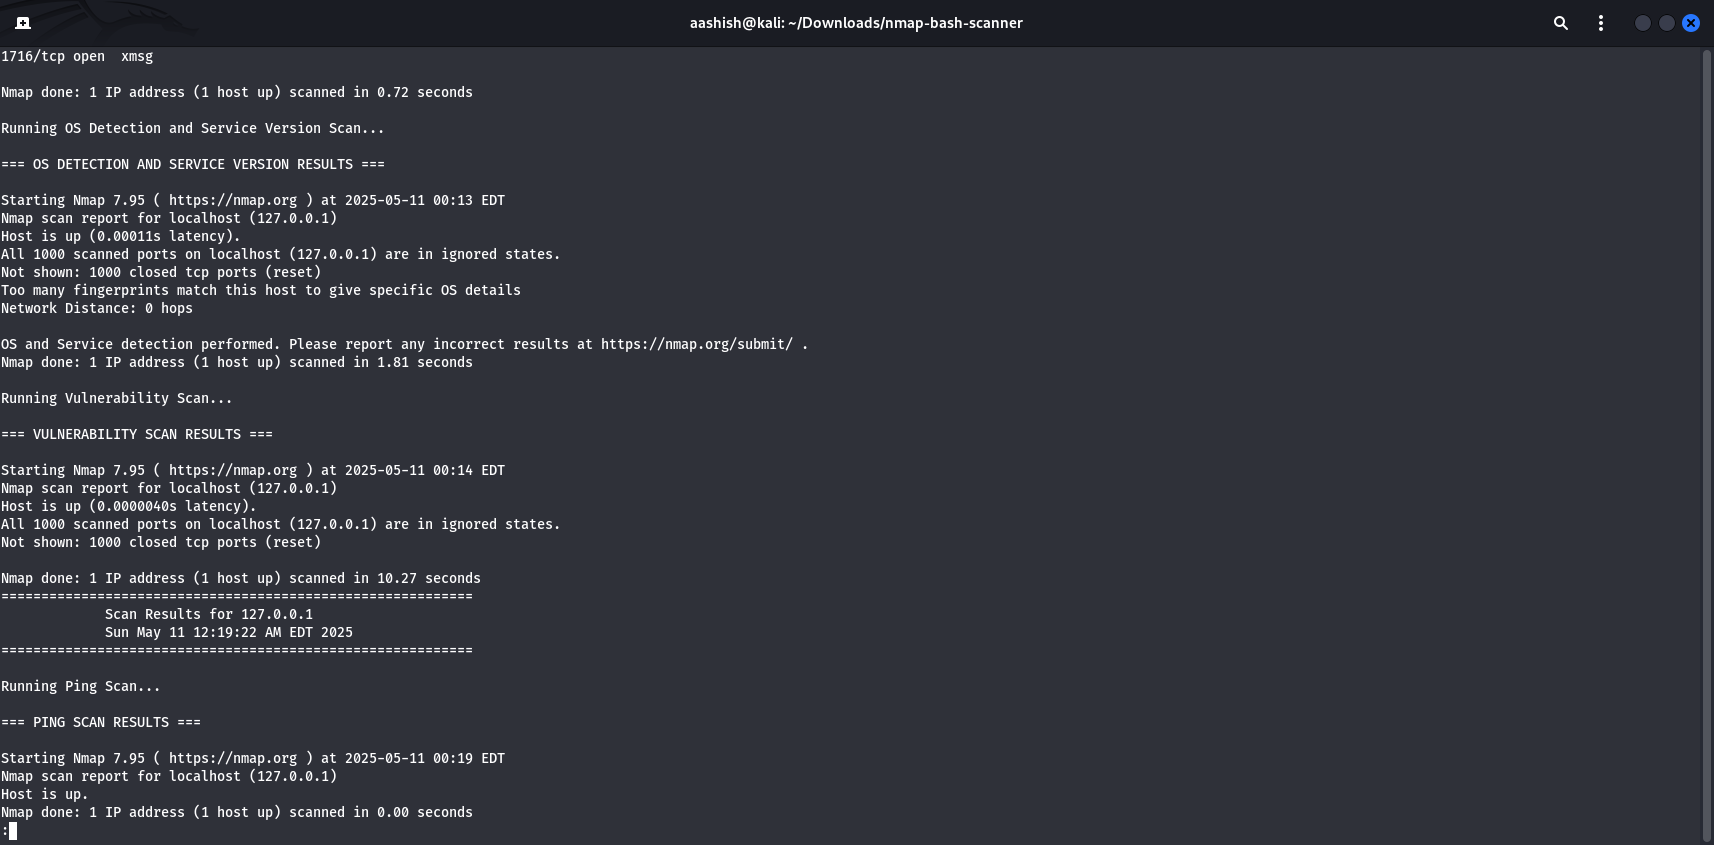 aashish@kali: ~/Downloads/nmap-bash-scanner
1716/tcp open  xmsg
Nmap done: 1 IP address (1 host up) scanned in 0.72 seconds
Running OS Detection and Service Version Scan...
=== OS DETECTION AND SERVICE VERSION RESULTS ===
Starting Nmap 7.95 ( https://nmap.org ) at 2025-05-11 00:13 EDT
Nmap scan report for localhost (127.0.0.1)
Host is up (0.00011s latency).
All 1000 scanned ports on localhost (127.0.0.1) are in ignored states.
Not shown: 1000 closed tcp ports (reset)
Too many fingerprints match this host to give specific OS details
Network Distance: 0 hops
OS and Service detection performed. Please report any incorrect results at https://nmap.org/submit/ .
Nmap done: 1 IP address (1 host up) scanned in 1.81 seconds
Running Vulnerability Scan...
=== VULNERABILITY SCAN RESULTS ===
Starting Nmap 7.95 ( https://nmap.org ) at 2025-05-11 00:14 EDT
Nmap scan report for localhost (127.0.0.1)
Host is up (0.0000040s latency).
All 1000 scanned ports on localhost (127.0.0.1) are in ignored states.
Not shown: 1000 closed tcp ports (reset)
Nmap done: 1 IP address (1 host up) scanned in 10.27 seconds
===========================================================
Scan Results for 127.0.0.1
Sun May 11 12:19:22 AM EDT 2025
===========================================================
Running Ping Scan...
=== PING SCAN RESULTS ===
Starting Nmap 7.95 ( https://nmap.org ) at 2025-05-11 00:19 EDT
Nmap scan report for localhost (127.0.0.1)
Host is up.
Nmap done: 1 IP address (1 host up) scanned in 0.00 seconds
: